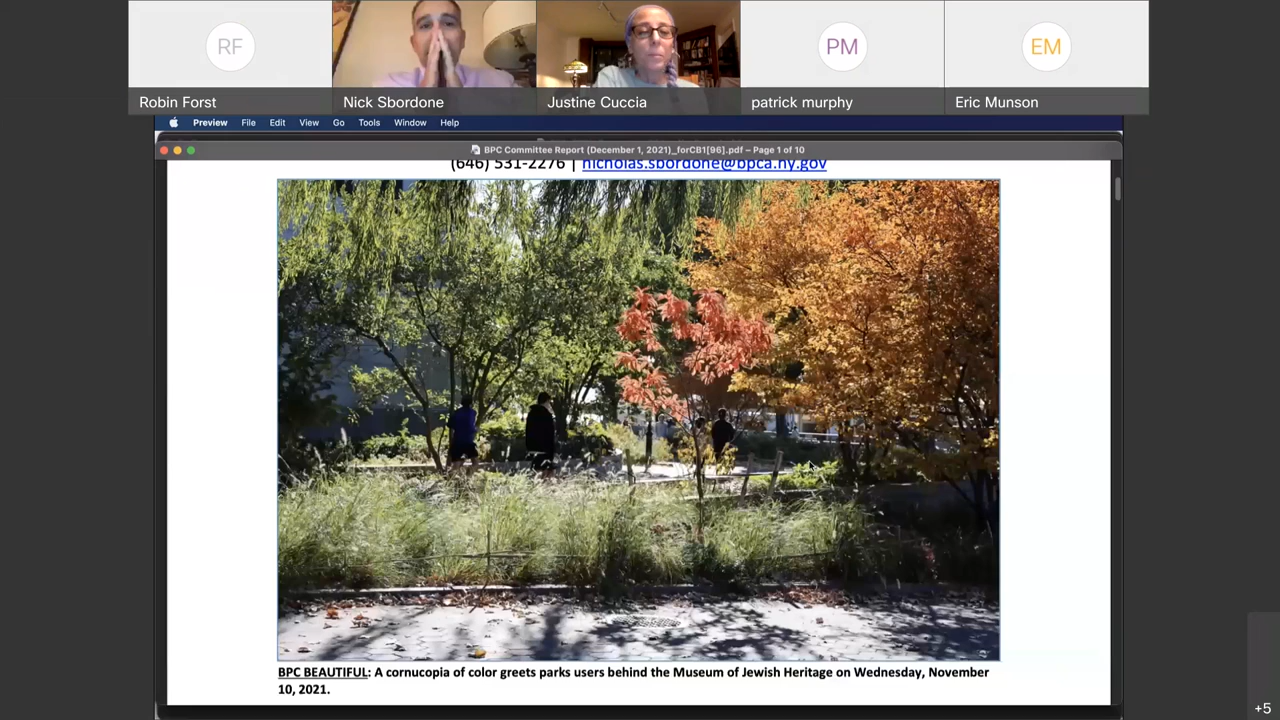 RF
PM
EM
Robin Forst
Nick Sbordone
Justine Cuccia
patrick murphy
Eric Munson
Preview File Edit View Go Tools Window Help
BPC Committee Report (December 1, 2021)_forCB1[96].pdf – Page 1 of 10
(646) 531-2276 | nicholas.sbordone@bpca.ny.gov
BPC BEAUTIFUL: A cornucopia of color greets parks users behind the Museum of Jewish Heritage on Wednesday, November
10, 2021.
+5